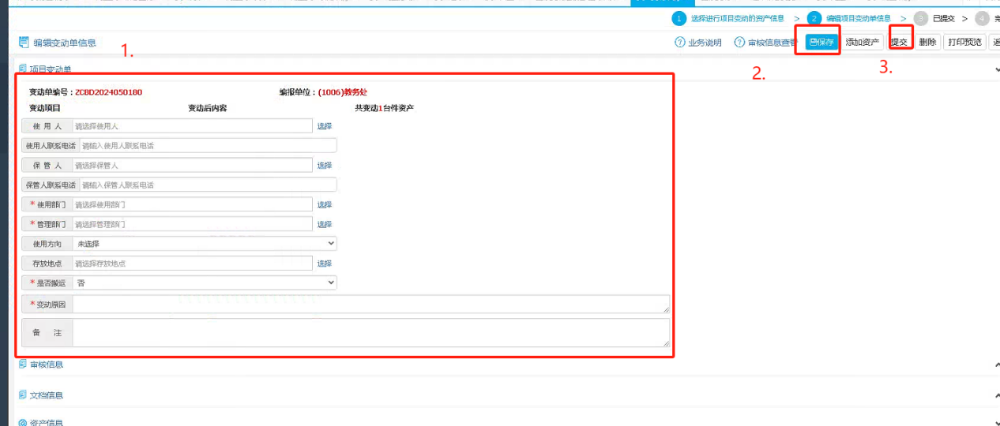 1 选择进行项目变动的资产信息 > 2 编辑项目变动单信息 > 3 已提交 > 4
编辑变动单信息
1.
业务说明 审核信息查看 保存 添加资产 提交 删除 打印预览
2.
3.
项目变动单
变动单编号：ZCBD2024050180 编报单位：(1006)教务处
变动项目 变动后内容 共变动1台件资产
使 用 人 请选择使用人 选择
使用人联系电话 请输入使用人联系电话
保 管 人 请选择保管人 选择
保管人联系电话 请输入保管人联系电话
* 使用部门 请选择使用部门 选择
* 管理部门 请选择管理部门 选择
使用方向 未选择
存放地点 请选择存放地点 选择
* 是否搬运 否
* 变动原因
备 注
审核信息
文档信息
资产信息